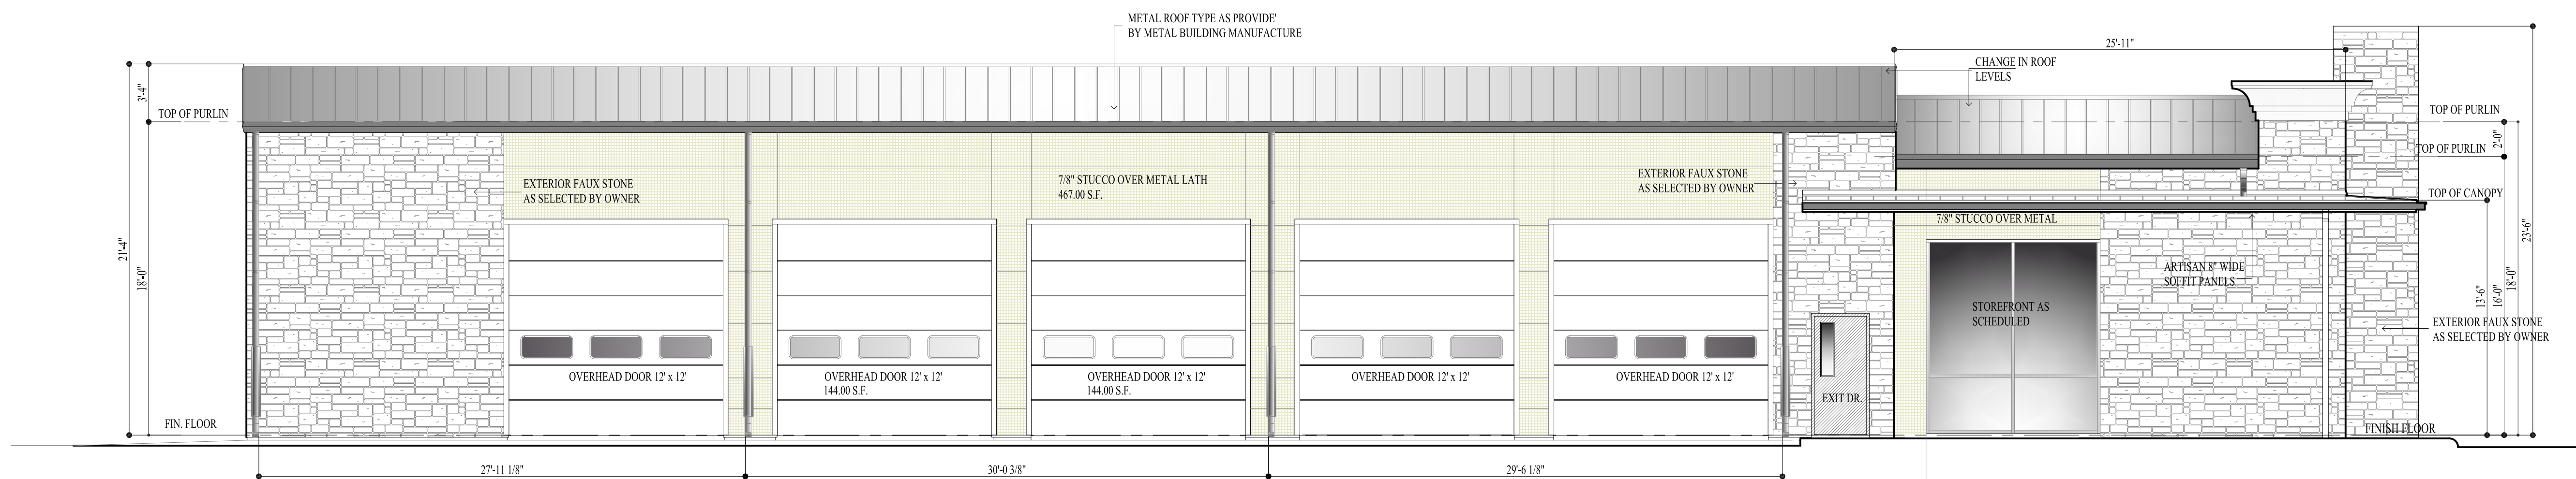 METAL ROOF TYPE AS PROVIDE'
BY METAL BUILDING MANUFACTURE
25'-11"
CHANGE IN ROOF
LEVELS
3'-4"
TOP OF PURLIN
TOP OF PURLIN
2'-0"
TOP OF PURLIN
EXTERIOR FAUX STONE
AS SELECTED BY OWNER
7/8" STUCCO OVER METAL LATH
467.00 S.F.
EXTERIOR FAUX STONE
AS SELECTED BY OWNER
TOP OF CANOPY
7/8" STUCCO OVER METAL
21'-4"
18'-0"
23'-6"
ARTISAN 8" WIDE
SOFFIT PANELS
13'-6"
16'-0"
18'-0"
STOREFRONT AS
SCHEDULED
EXTERIOR FAUX STONE
AS SELECTED BY OWNER
OVERHEAD DOOR 12' x 12'
OVERHEAD DOOR 12' x 12'
144.00 S.F.
OVERHEAD DOOR 12' x 12'
144.00 S.F.
OVERHEAD DOOR 12' x 12'
OVERHEAD DOOR 12' x 12'
EXIT DR.
FIN. FLOOR
FINISH FLOOR
27'-11 1/8"
30'-0 3/8"
29'-6 1/8"